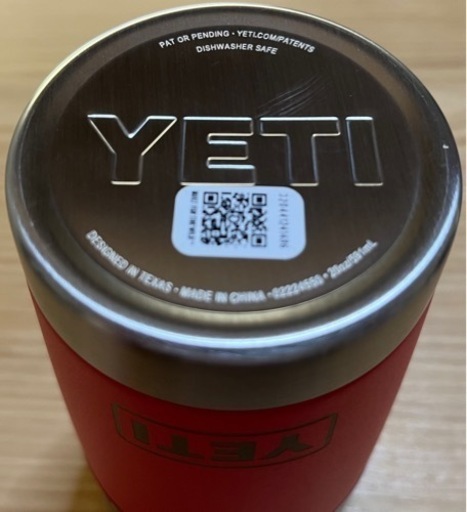 PAT OR PENDING · YETI.COM/PATENTS
DISHWASHER SAFE
YETI
DESIGNED IN TEXAS · MADE IN CHINA
YETI